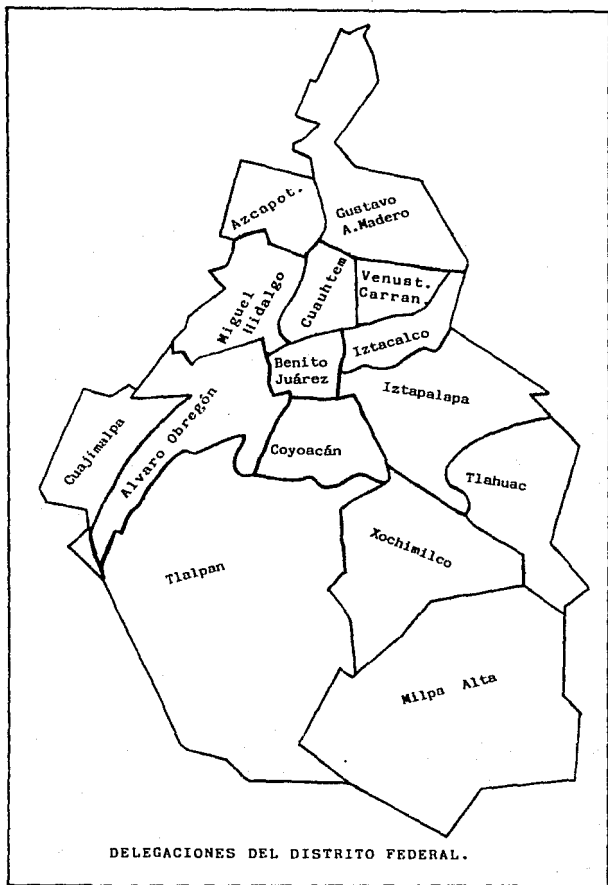 Azcapot.
Gustavo
A.Madero
Miguel
Hidalgo
Cuauhtem
Venust.
Carran.
Iztacalco
Benito
Juárez
Iztapalapa
Cuajimalpa
Alvaro Obregón
Coyoacán
Tlahuac
Tlalpan
Xochimilco
Milpa Alta
DELEGACIONES DEL DISTRITO FEDERAL.